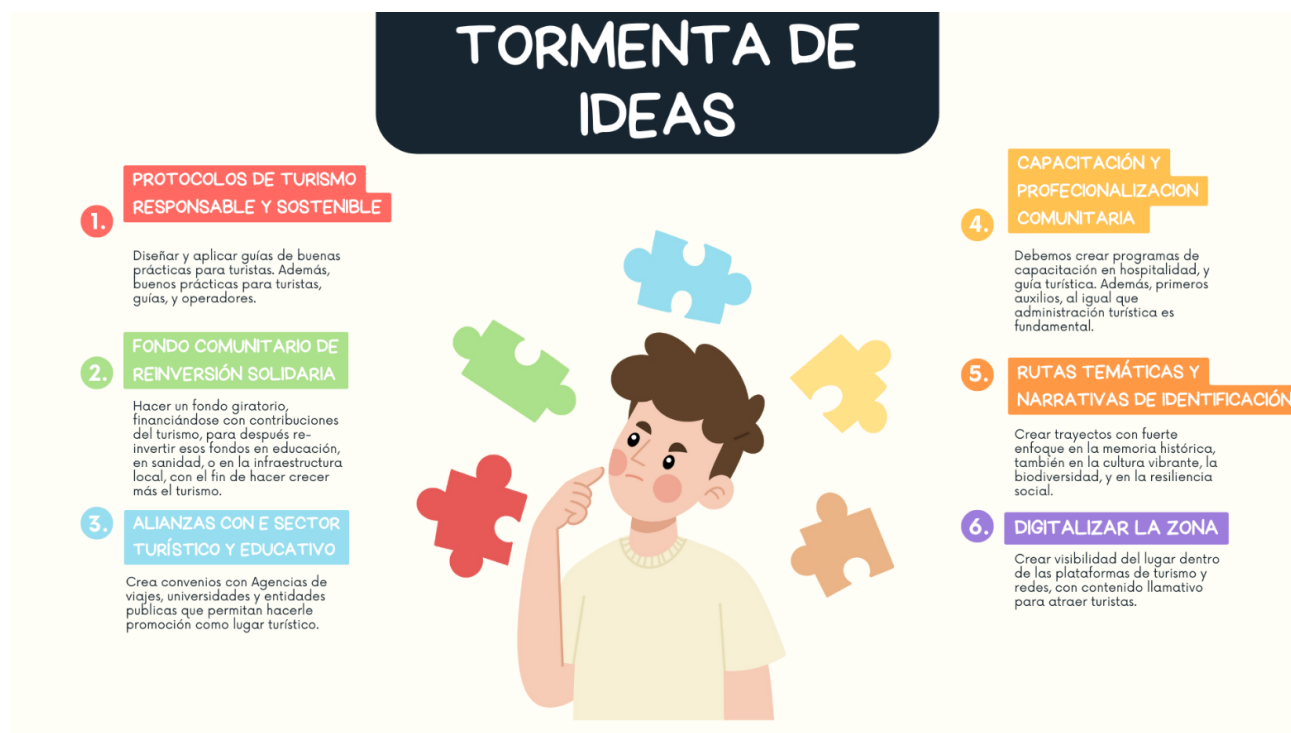 TORMENTA DE
IDEAS
1.
PROTOCOLOS DE TURISMO
RESPONSABLE Y SOSTENIBLE
Diseñar y aplicar guías de buenas
prácticas para turistas. Además,
buenos prácticas para turistas,
guías, y operadores.
2.
FONDO COMUNITARIO DE
REINVERSIÓN SOLIDARIA
Hacer un fondo giratorio,
financiándose con contribuciones
del turismo, para después re-
invertir esos fondos en educación,
en sanidad, o en la infraestructura
local, con el fin de hacer crecer
más el turismo.
3.
ALIANZAS CON E SECTOR
TURÍSTICO Y EDUCATIVO
Crea convenios con Agencias de
viajes, universidades y entidades
publicas que permitan hacerle
promoción como lugar turístico.
4.
CAPACITACIÓN Y
PROFECIONALIZACION
COMUNITARIA
Debemos crear programas de
capacitación en hospitalidad, y
guía turística. Además, primeros
auxilios, al igual que
administración turística es
fundamental.
5.
RUTAS TEMÁTICAS Y
NARRATIVAS DE IDENTIFICACIÓN
Crear trayectos con fuerte
enfoque en la memoria histórica,
también en la cultura vibrante, la
biodiversidad, y en la resiliencia
social.
6.
DIGITALIZAR LA ZONA
Crear visibilidad del lugar dentro
de las plataformas de turismo y
redes, con contenido llamativo
para atraer turistas.